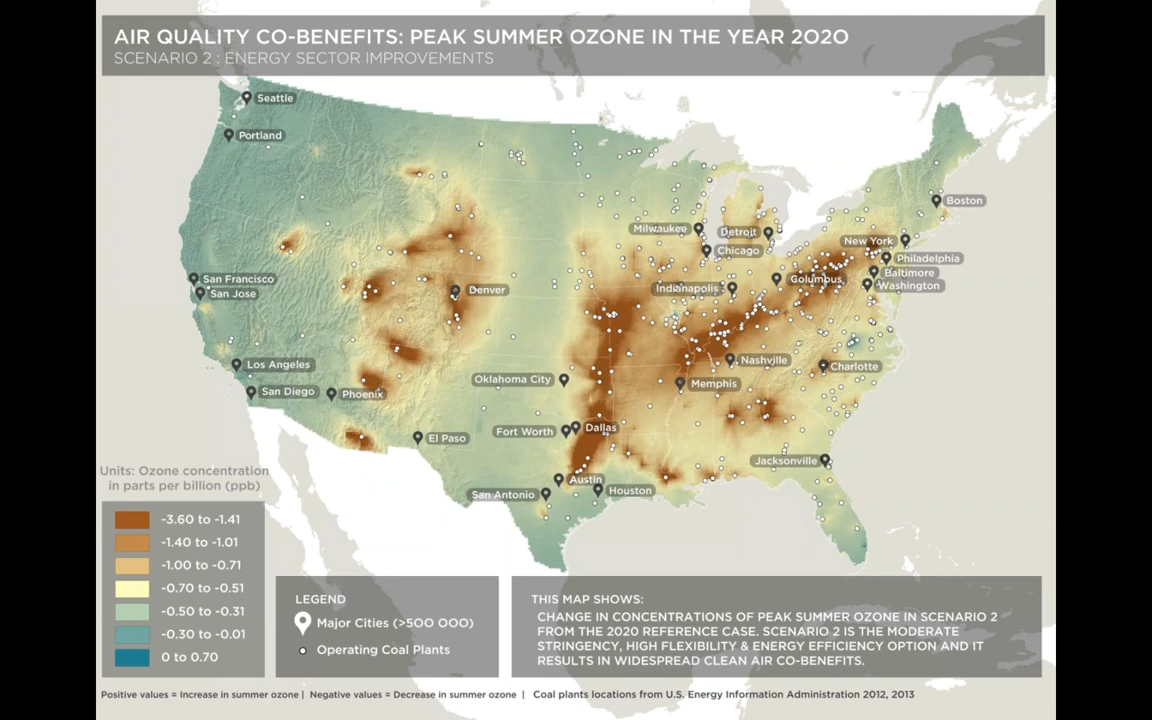 AIR QUALITY CO-BENEFITS: PEAK SUMMER OZONE IN THE YEAR 2020
SCENARIO 2 : ENERGY SECTOR IMPROVEMENTS
Seattle
Portland
Boston
Milwaukee
Detroit
New York
Chicago
Philadelphia
Baltimore
San Francisco
Columbus
Washington
San Jose
Denver
Indianapolis
Nashville
Los Angeles
Charlotte
Oklahoma City
Memphis
San Diego
Phoenix
Fort Worth
Dallas
El Paso
Jacksonville
Austin
San Antonio
Houston
Units: Ozone concentration
in parts per billion (ppb)
-3.60 to -1.41
-1.40 to -1.01
-1.00 to -0.71
-0.70 to -0.51
-0.50 to -0.31
-0.30 to -0.01
0 to 0.70
LEGEND
Major Cities (>500 000)
Operating Coal Plants
THIS MAP SHOWS:
CHANGE IN CONCENTRATIONS OF PEAK SUMMER OZONE IN SCENARIO 2
FROM THE 2020 REFERENCE CASE. SCENARIO 2 IS THE MODERATE
STRINGENCY, HIGH FLEXIBILITY & ENERGY EFFICIENCY OPTION AND IT
RESULTS IN WIDESPREAD CLEAN AIR CO-BENEFITS.
Positive values = Increase in summer ozone | Negative values = Decrease in summer ozone | Coal plants locations from U.S. Energy Information Administration 2012, 2013